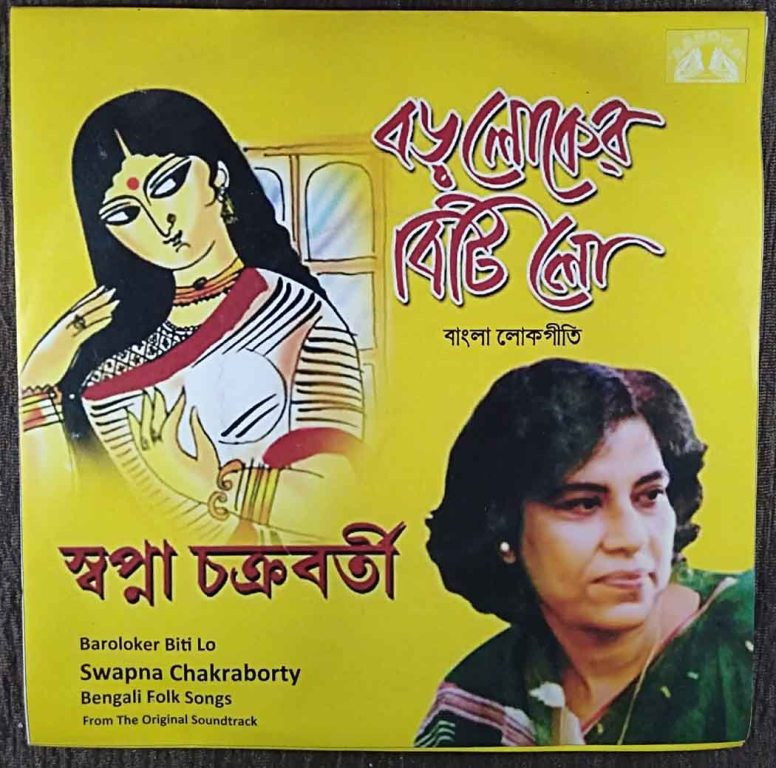 বড়লোকের
বিটি লো
বাংলা লোকগীতি
স্বপ্না চক্রবর্তী
Baroloker Biti Lo
Swapna Chakraborty
Bengali Folk Songs
From The Original Soundtrack